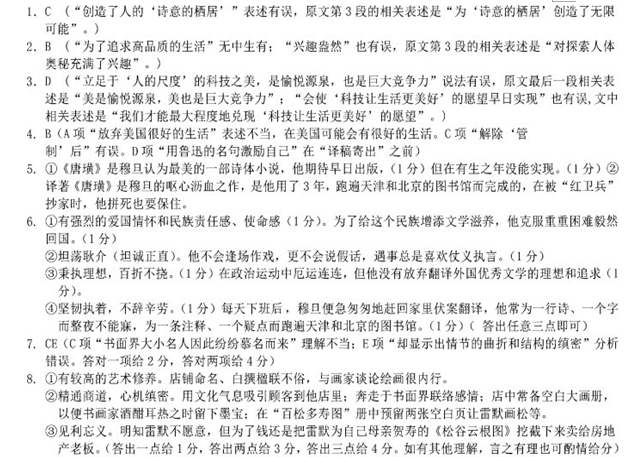 1. C （“创造了人的‘诗意的栖居’”表述有误，原文第3段的相关表述是“为‘诗意的栖居’创造了无限
可能”。）
2. B （“为了追求高品质的生活”无中生有；“兴趣盎然”也有误，原文第3段的相关表述是“对探索人体
奥秘充满了兴趣”。）
3. D （“立足于‘人的尺度’的科技之美，是愉悦源泉，也是巨大竞争力”说法有误，原文最后一段相关表
述是“美是愉悦源泉，美也是巨大竞争力”；“会使‘科技让生活更美好’的愿望早日实现”也有误,文中
相关表述是“我们才能最大程度地兑现‘科技让生活更美好’的愿望”。）
4. B（A项“放弃美国很好的生活”表述不当，在美国可能会有很好的生活。C项“解除‘管
制’后”有误。D项“用鲁迅的名句激励自己”在“译稿寄出”之前）
5. ①《唐璜》是穆旦认为最美的一部诗体小说，他期待早日出版，(1分）但在有生之年没能实现。（1分）②
译著《唐璜》是穆旦的呕心沥血之作，是他用了3年，跑遍天津和北京的图书馆而完成的，在被“红卫兵”
抄家时，他拼死也要保住。
6. ①有强烈的爱国情怀和民族责任感、使命感（1分）。为了给这个民族增添文学滋养，他克服重重困难毅然
回国。（1分）
②坦荡耿介（坦诚正直）。他不会逢场作戏，更不会说假话，遇事总是喜欢仗义执言。（1分）
③秉执理想，百折不挠。（1分）在政治运动中厄运连连，但他没有放弃翻译外国优秀文学的理想和追求（1
分）。
④坚韧执着，不辞辛劳。（1分）每天下班后，穆旦便急匆匆地赶回家里伏案翻译，他常为一行诗、一个字
而整夜不能寐，为一条注释、一个疑点而跑遍天津和北京的图书馆。（1分）（ 答出任意三点即可）
7. CE（C项“书画界大小名人因此纷纷慕名而来”理解不当；E项“却显示出情节的曲折和结构的缜密”分析
错误。答对一项给2分，答对两项给4分）
8. ①有较高的艺术修养。店铺命名、自撰楹联不俗，与画家谈论绘画很内行。
②精通商道，心机缜密。用文化气息吸引顾客到他店里；奔走于书画界联络感情；店中常备空白大画册，
以便书画家酒酣耳热之时留下墨宝；在“百松多寿图”册中预留两张空白页让雷默画松等。
③见利忘义。明知雷默不愿意，但为了钱还是把雷默为自己母亲贺寿的《松谷云根图》挖截下来卖给房地
产老板。（答出一点给1分，答出两点给3分，答出三点给4分。如有其他理解，言之有理也可酌情给分）